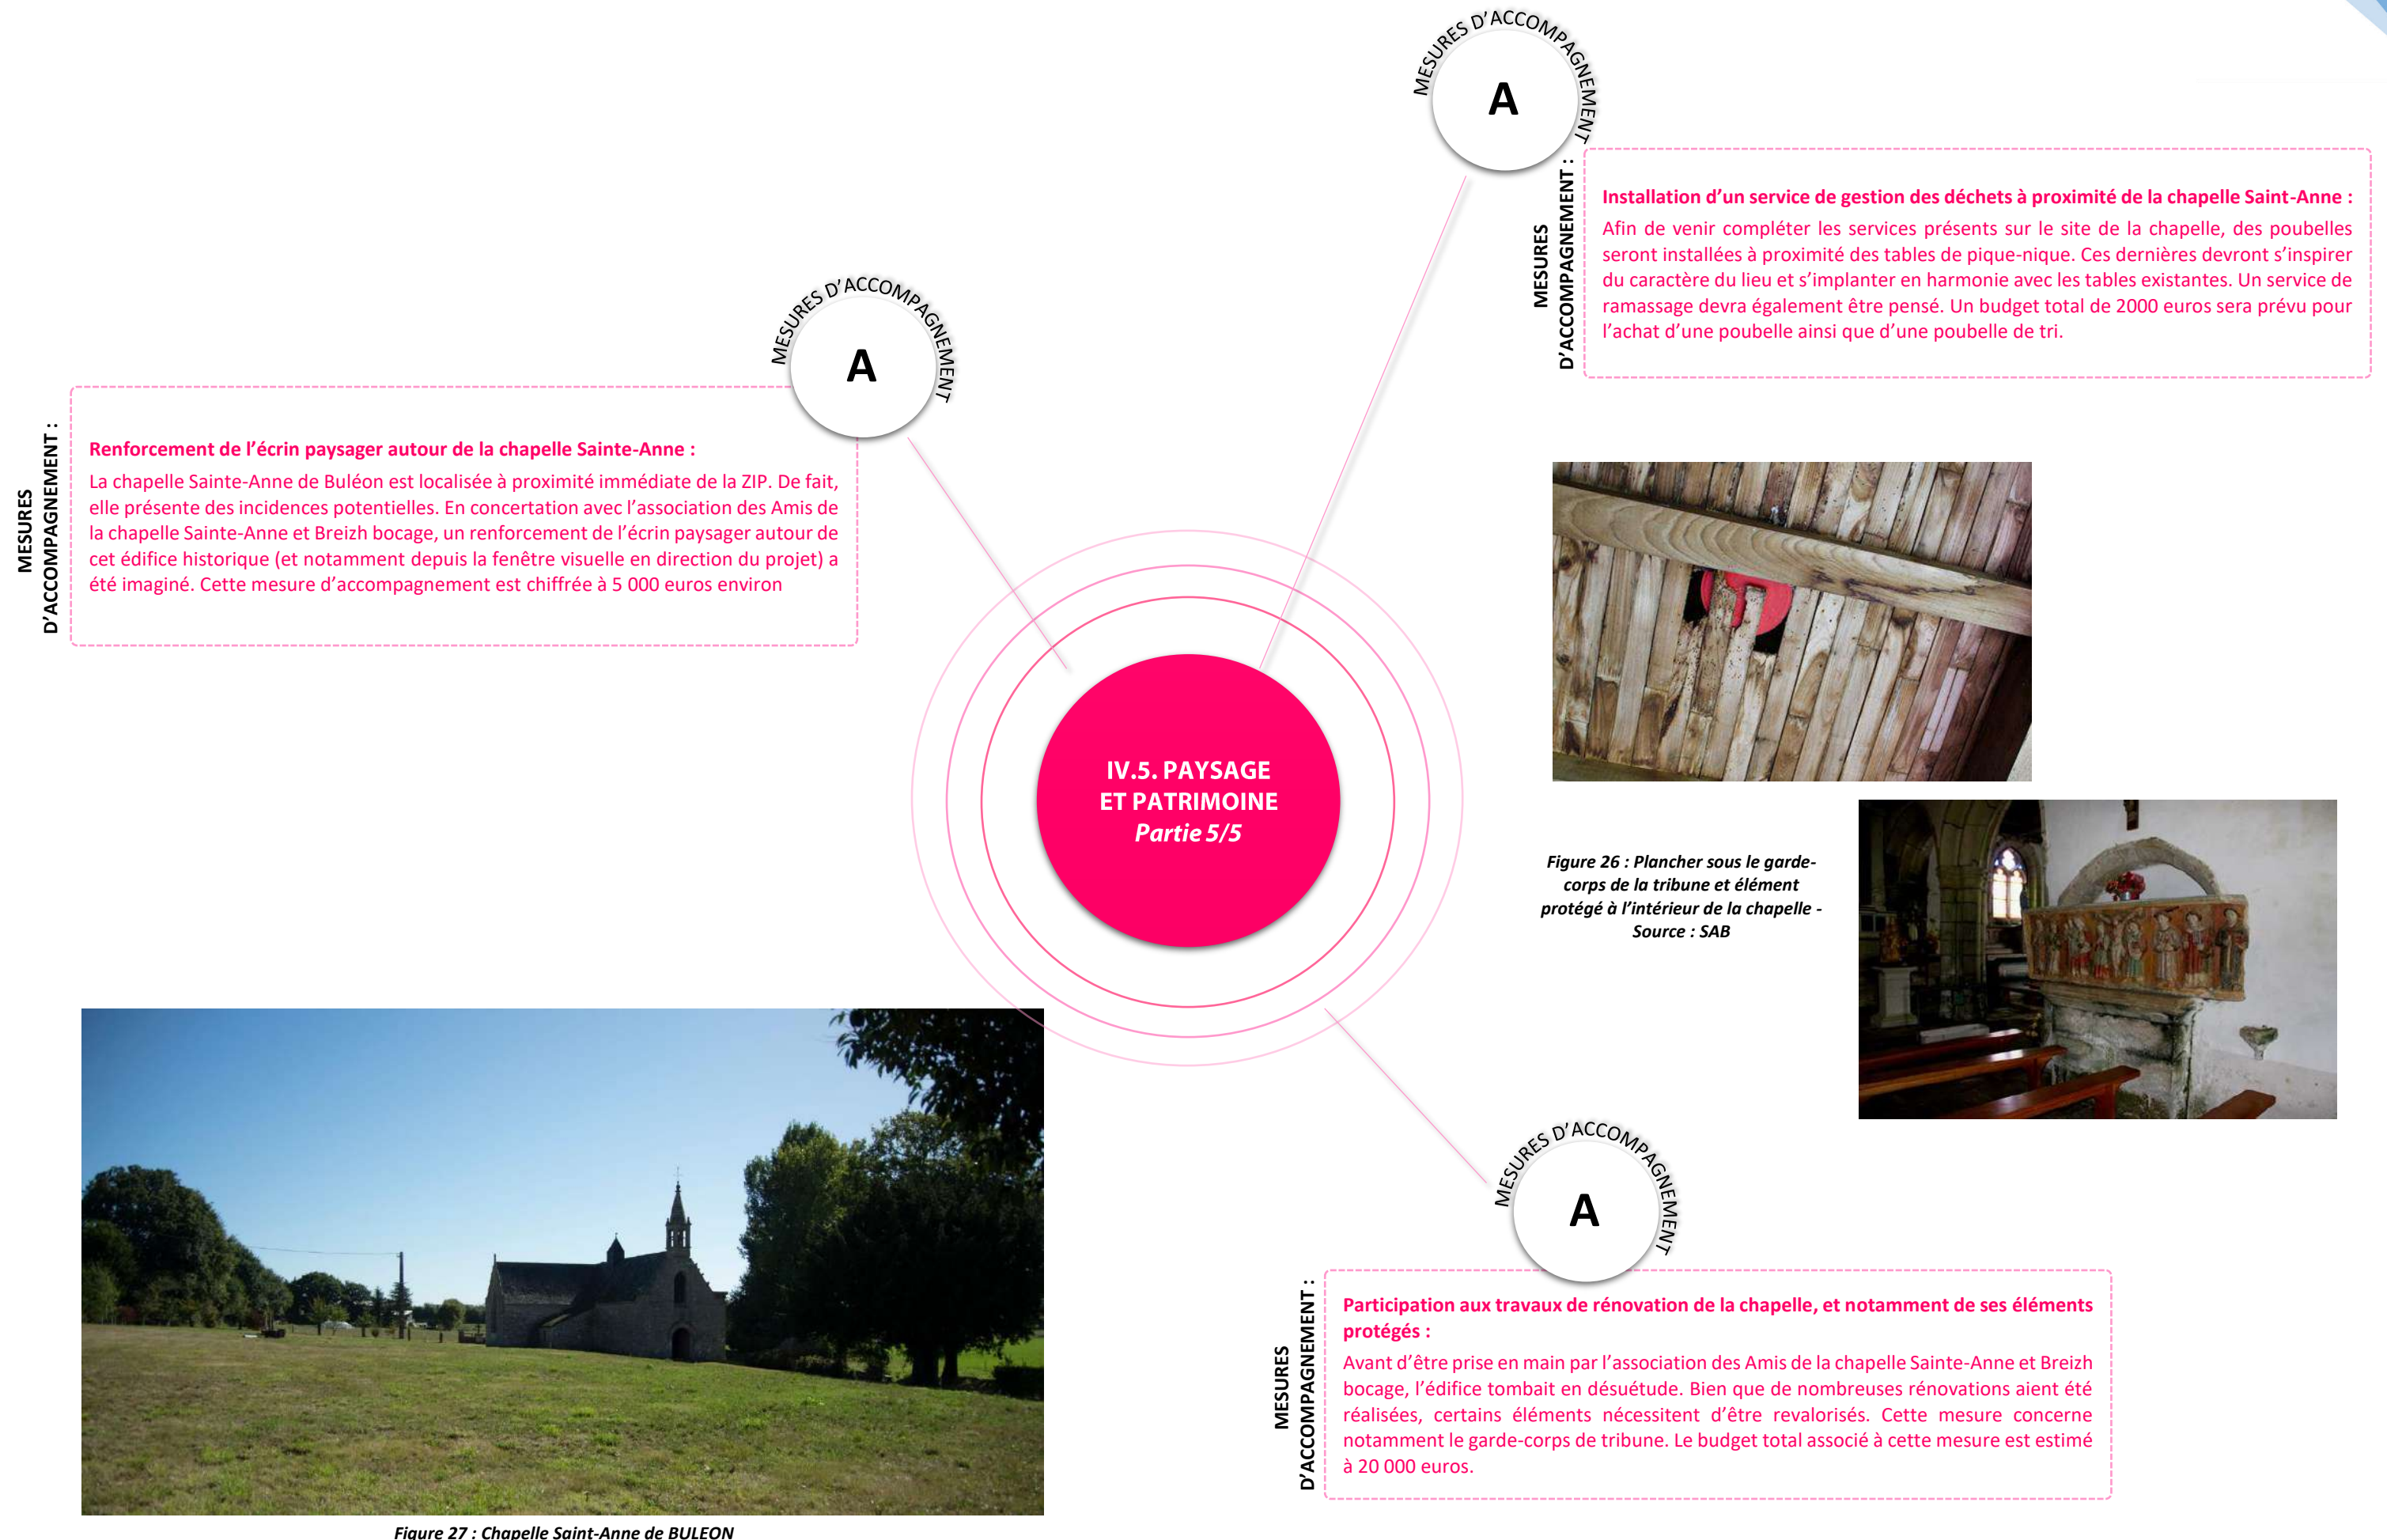 MESURES D'ACCOMPAGNEMENT
A
MESURES
D'ACCOMPAGNEMENT :
Installation d'un service de gestion des déchets à proximité de la chapelle Saint-Anne :
Afin de venir compléter les services présents sur le site de la chapelle, des poubelles
seront installées à proximité des tables de pique-nique. Ces dernières devront s'inspirer
du caractère du lieu et s'implanter en harmonie avec les tables existantes. Un service de
ramassage devra également être pensé. Un budget total de 2000 euros sera prévu pour
l'achat d'une poubelle ainsi que d'une poubelle de tri.
MESURES D'ACCOMPAGNEMENT
A
MESURES
D'ACCOMPAGNEMENT :
Renforcement de l'écrin paysager autour de la chapelle Sainte-Anne :
La chapelle Sainte-Anne de Buléon est localisée à proximité immédiate de la ZIP. De fait,
elle présente des incidences potentielles. En concertation avec l'association des Amis de
la chapelle Sainte-Anne et Breizh bocage, un renforcement de l'écrin paysager autour de
cet édifice historique (et notamment depuis la fenêtre visuelle en direction du projet) a
été imaginé. Cette mesure d'accompagnement est chiffrée à 5 000 euros environ
IV.5. PAYSAGE
ET PATRIMOINE
Partie 5/5
Figure 26 : Plancher sous le garde-
corps de la tribune et élément
protégé à l'intérieur de la chapelle -
Source : SAB
MESURES D'ACCOMPAGNEMENT
A
MESURES
D'ACCOMPAGNEMENT :
Participation aux travaux de rénovation de la chapelle, et notamment de ses éléments
protégés :
Avant d'être prise en main par l'association des Amis de la chapelle Sainte-Anne et Breizh
bocage, l'édifice tombait en désuétude. Bien que de nombreuses rénovations aient été
réalisées, certains éléments nécessitent d'être revalorisés. Cette mesure concerne
notamment le garde-corps de tribune. Le budget total associé à cette mesure est estimé
à 20 000 euros.
Figure 27 : Chapelle Saint-Anne de BULEON